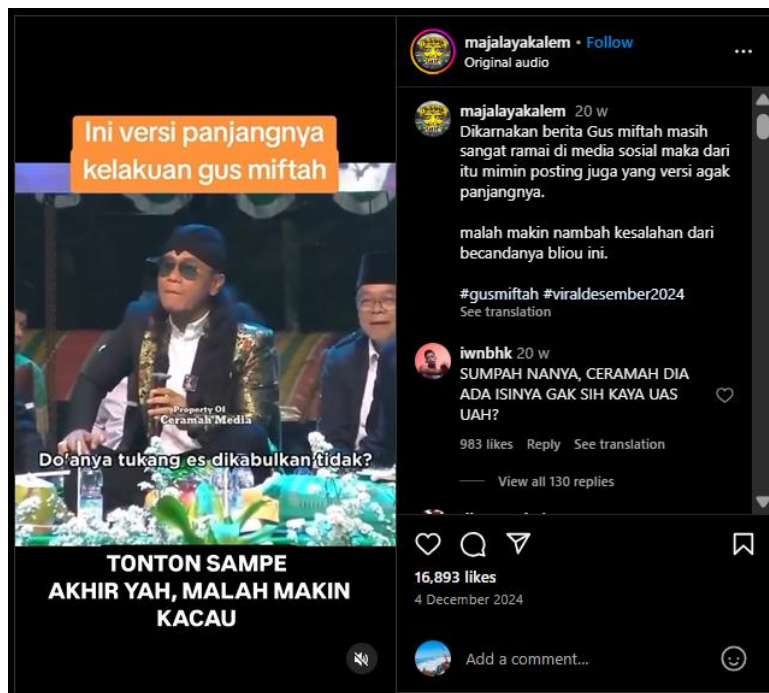 Ini versi panjangnya
kelakuan gus miftah
Property Of
Ceramah Media
Do'anya tukang es dikabulkan tidak?
TONTON SAMPE
AKHIR YAH, MALAH MAKIN
KACAU
majalayakalem • Follow
Original audio
majalayakalem 20 w
Dikarnakan berita Gus miftah masih
sangat ramai di media sosial maka dari
itu mimin posting juga yang versi agak
panjangnya.
malah makin nambah kesalahan dari
becandanya bliou ini.
#gusmiftah #viraldesember2024
See translation
iwnbhk 20 w
SUMPAH NANYA, CERAMAH DIA
ADA ISINYA GAK SIH KAYA UAS
UAH?
983 likes Reply See translation
View all 130 replies
16,893 likes
4 December 2024
Add a comment...